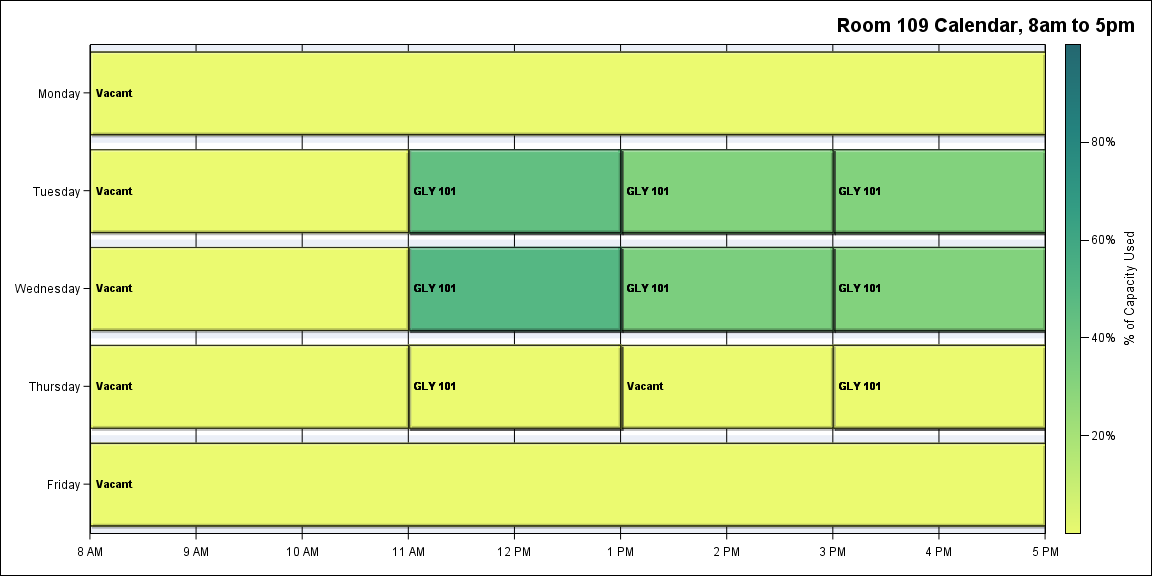 Room 109 Calendar, 8am to 5pm
Monday
Vacant
Tuesday
Vacant
GLY 101
GLY 101
GLY 101
Wednesday
Vacant
GLY 101
GLY 101
GLY 101
Thursday
Vacant
GLY 101
Vacant
GLY 101
Friday
Vacant
8 AM
9 AM
10 AM
11 AM
12 PM
1 PM
2 PM
3 PM
4 PM
5 PM
80%
60%
40%
20%
% of Capacity Used